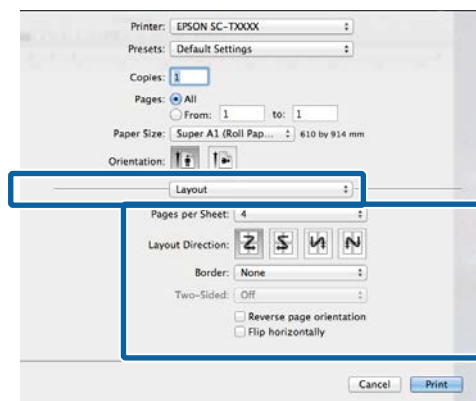 Printer: EPSON SC-TXXXX
Presets: Default Settings
Copies: 1
Pages: All
From: 1 to: 1
Paper Size: Super A1 (Roll Pap... 610 by 914 mm
Orientation:
Layout
Pages per Sheet: 4
Layout Direction:
Border: None
Two-Sided: Off
Reverse page orientation
Flip horizontally
Cancel Print